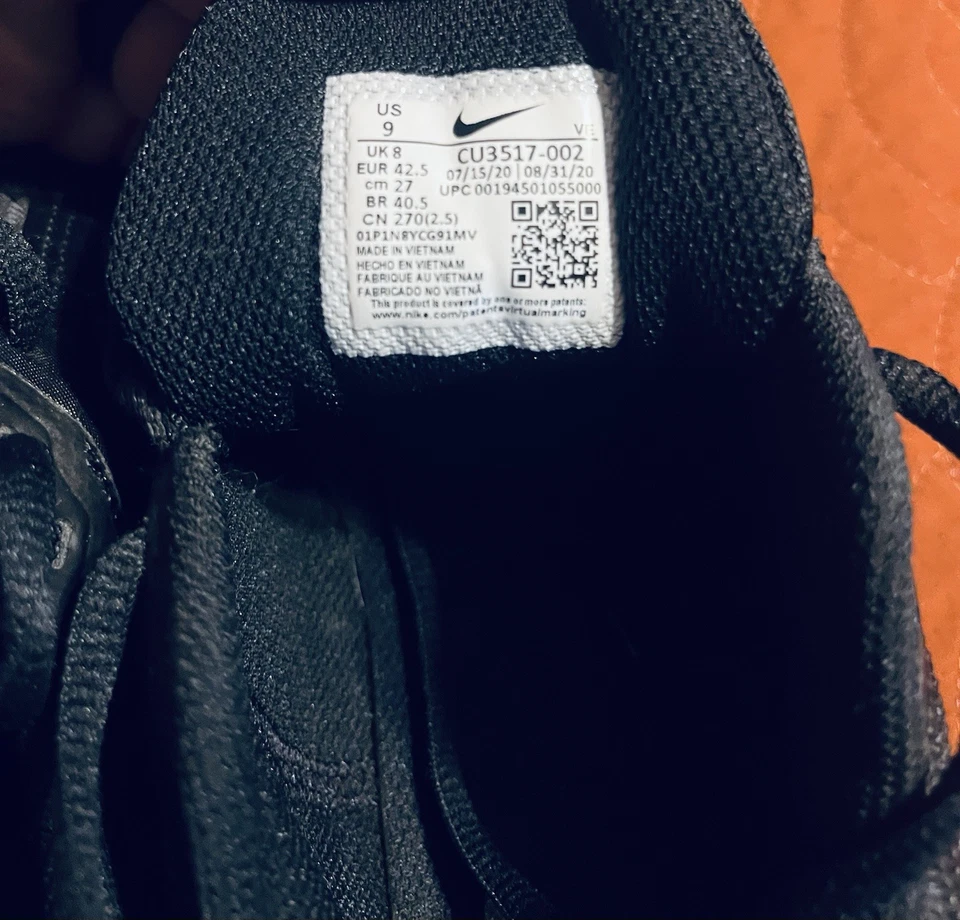 US
9
VE
UK 8
EUR 42.5
cm 27
BR 40.5
CN 270(2.5)
CU3517-002
07/15/20 | 08/31/20
UPC 00194501055000
01P1N8YCG91MV
MADE IN VIETNAM
HECHO EN VIETNAM
FABRIQUE AU VIETNAM
FABRICADO NO VIETNÃ
This product is covered by one or more patents:
www.nike.com/patentsvirtualmarking